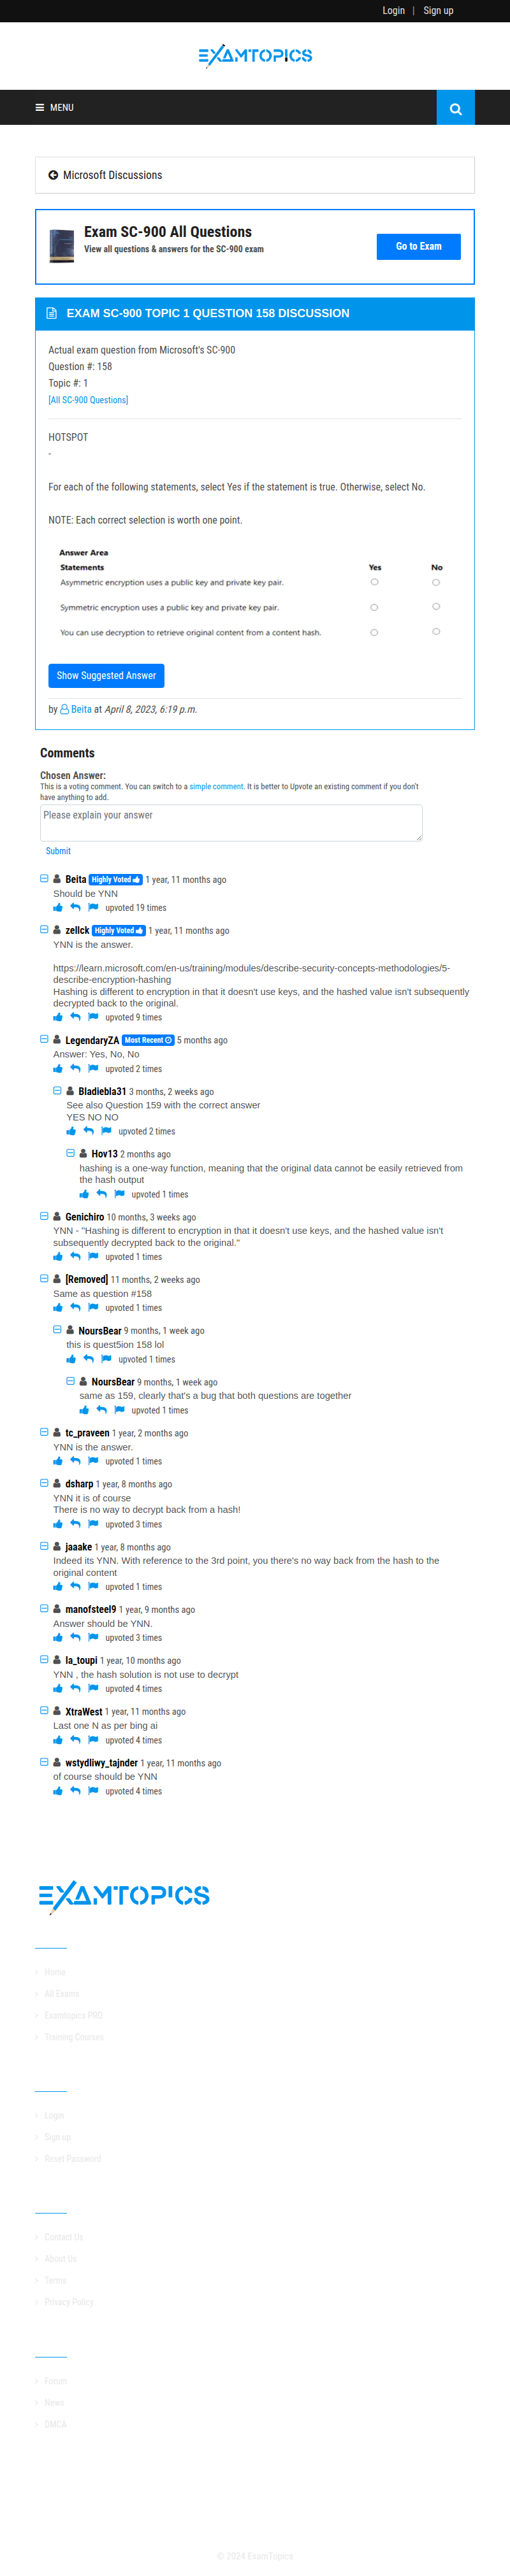 Login | Sign up
EXAMTOPICS
MENU
Microsoft Discussions
Exam SC-900 All Questions
View all questions & answers for the SC-900 exam
Go to Exam
EXAM SC-900 TOPIC 1 QUESTION 158 DISCUSSION
Actual exam question from Microsoft's SC-900
Question #: 158
Topic #: 1
[All SC-900 Questions]
HOTSPOT
-
For each of the following statements, select Yes if the statement is true. Otherwise, select No.
NOTE: Each correct selection is worth one point.
Answer Area
Statements Yes No
Asymmetric encryption uses a public key and private key pair.
Symmetric encryption uses a public key and private key pair.
You can use decryption to retrieve original content from a content hash.
Show Suggested Answer
by Beita at April 8, 2023, 6:19 p.m.
Comments
Chosen Answer:
This is a voting comment. You can switch to a simple comment. It is better to Upvote an existing comment if you don't
have anything to add.
Please explain your answer
Submit
Beita Highly Voted 1 year, 11 months ago
Should be YNN
upvoted 19 times
zellck Highly Voted 1 year, 11 months ago
YNN is the answer.
https://learn.microsoft.com/en-us/training/modules/describe-security-concepts-methodologies/5-
describe-encryption-hashing
Hashing is different to encryption in that it doesn't use keys, and the hashed value isn't subsequently
decrypted back to the original.
upvoted 9 times
LegendaryZA Most Recent 5 months ago
Answer: Yes, No, No
upvoted 2 times
Bladiebla31 3 months, 2 weeks ago
See also Question 159 with the correct answer
YES NO NO
upvoted 2 times
Hov13 2 months ago
hashing is a one-way function, meaning that the original data cannot be easily retrieved from
the hash output
upvoted 1 times
Genichiro 10 months, 3 weeks ago
YNN - "Hashing is different to encryption in that it doesn't use keys, and the hashed value isn't
subsequently decrypted back to the original."
upvoted 1 times
[Removed] 11 months, 2 weeks ago
Same as question #158
upvoted 1 times
NoursBear 9 months, 1 week ago
this is quest5ion 158 lol
upvoted 1 times
NoursBear 9 months, 1 week ago
same as 159, clearly that's a bug that both questions are together
upvoted 1 times
tc_praveen 1 year, 2 months ago
YNN is the answer.
upvoted 1 times
dsharp 1 year, 8 months ago
YNN it is of course
There is no way to decrypt back from a hash!
upvoted 3 times
jaaake 1 year, 8 months ago
Indeed its YNN. With reference to the 3rd point, you there's no way back from the hash to the
original content
upvoted 1 times
manofsteel9 1 year, 9 months ago
Answer should be YNN.
upvoted 3 times
la_toupi 1 year, 10 months ago
YNN , the hash solution is not use to decrypt
upvoted 4 times
XtraWest 1 year, 11 months ago
Last one N as per bing ai
upvoted 4 times
wstydliwy_tajnder 1 year, 11 months ago
of course should be YNN
upvoted 4 times
EXAMTOPICS
Home
All Exams
Examtopics PRO
Training Courses
Login
Sign up
Reset Password
Contact Us
About Us
Terms
Privacy Policy
Forum
News
DMCA
© 2024 ExamTopics